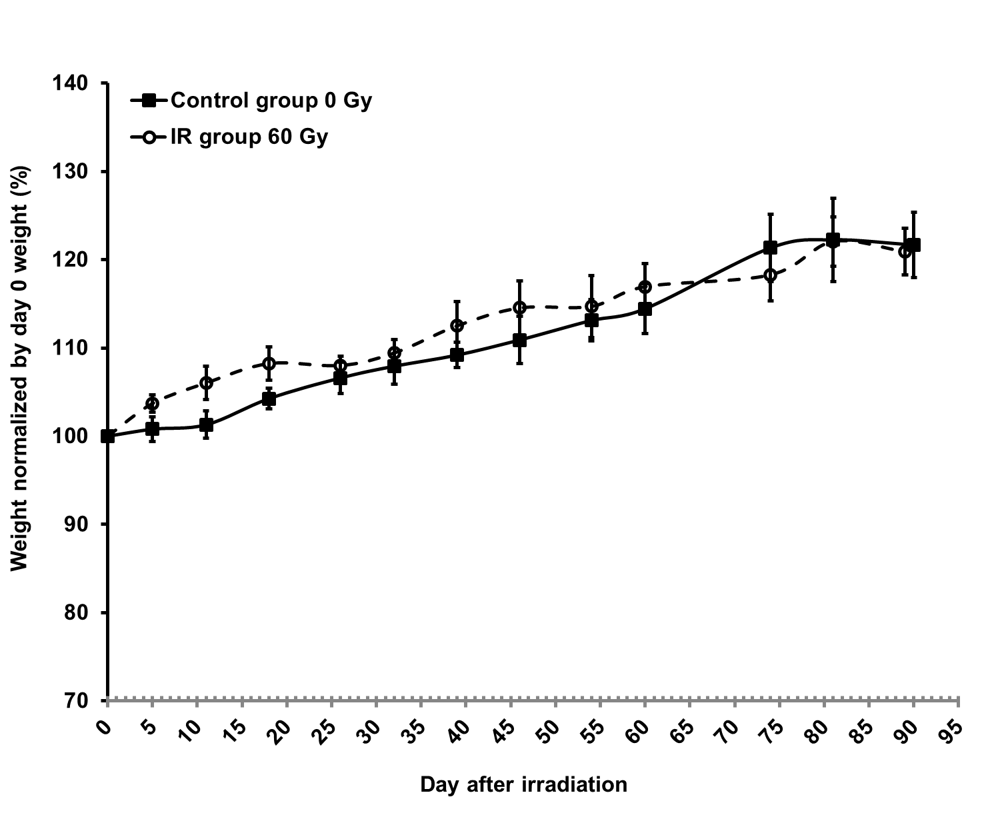 140
130
120
110
100
90
80
70
Control group 0 Gy
IR group 60 Gy
Weight normalized by day 0 weight (%)
0 5 10 15 20 25 30 35 40 45 50 55 60 65 70 75 80 85 90 95
Day after irradiation